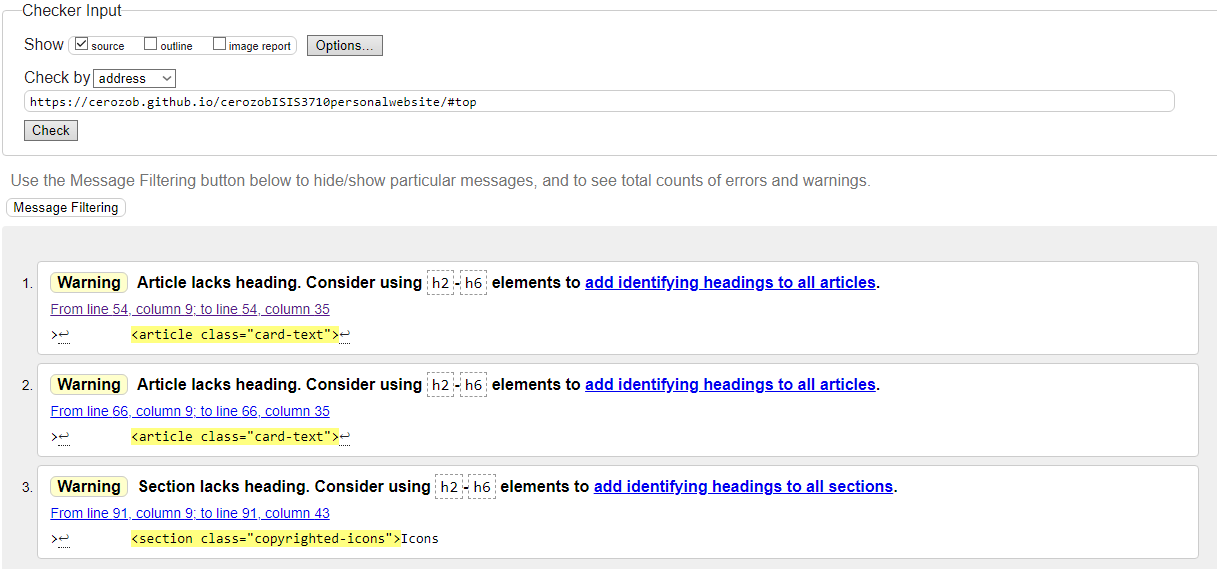 Checker Input
Show source outline image report Options...
Check by address
https://cerozob.github.io/cerozobISIS3710personalwebsite/#top
Check
Use the Message Filtering button below to hide/show particular messages, and to see total counts of errors and warnings.
Message Filtering
1. Warning Article lacks heading. Consider using h2-h6 elements to add identifying headings to all articles.
From line 54, column 9; to line 54, column 35
>↩ <article class="card-text">↩
2. Warning Article lacks heading. Consider using h2-h6 elements to add identifying headings to all articles.
From line 66, column 9; to line 66, column 35
>↩ <article class="card-text">↩
3. Warning Section lacks heading. Consider using h2-h6 elements to add identifying headings to all sections.
From line 91, column 9; to line 91, column 43
>↩ <section class="copyrighted-icons">Icons